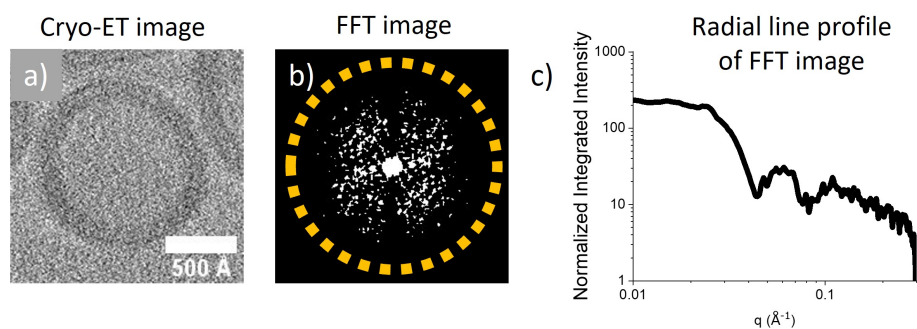 Cryo-ET image
FFT image
Radial line profile
of FFT image
a)
b)
c)
500 Å
Normalized Integrated Intensity
1000
100
10
1
0.01
0.1
q (Å⁻¹)